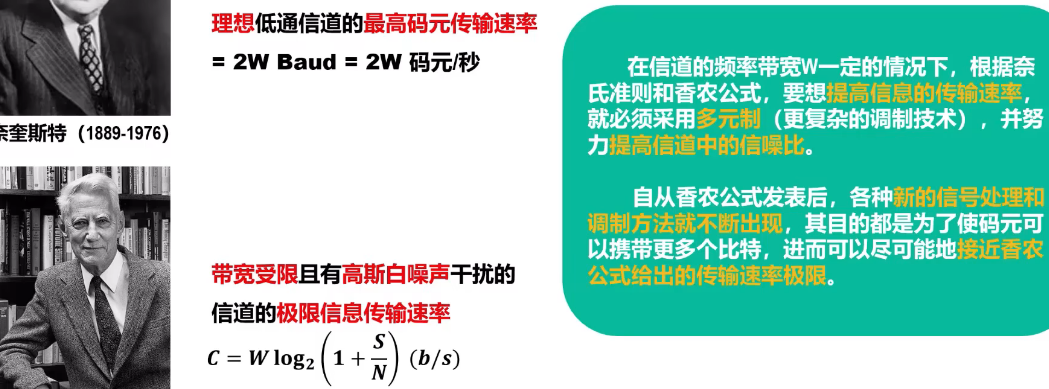 理想低通信道的最高码元传输速率
= 2W Baud = 2W 码元/秒
奈奎斯特（1889-1976）
带宽受限且有高斯白噪声干扰的
信道的极限信息传输速率
C = W log₂ (1 + S/N) (b/s)
在信道的频率带宽W一定的情况下，根据奈
氏准则和香农公式，要想提高信息的传输速率，
就必须采用多元制（更复杂的调制技术），并努
力提高信道中的信噪比。
自从香农公式发表后，各种新的信号处理和
调制方法就不断出现，其目的都是为了使码元可
以携带更多个比特，进而可以尽可能地接近香农
公式给出的传输速率极限。